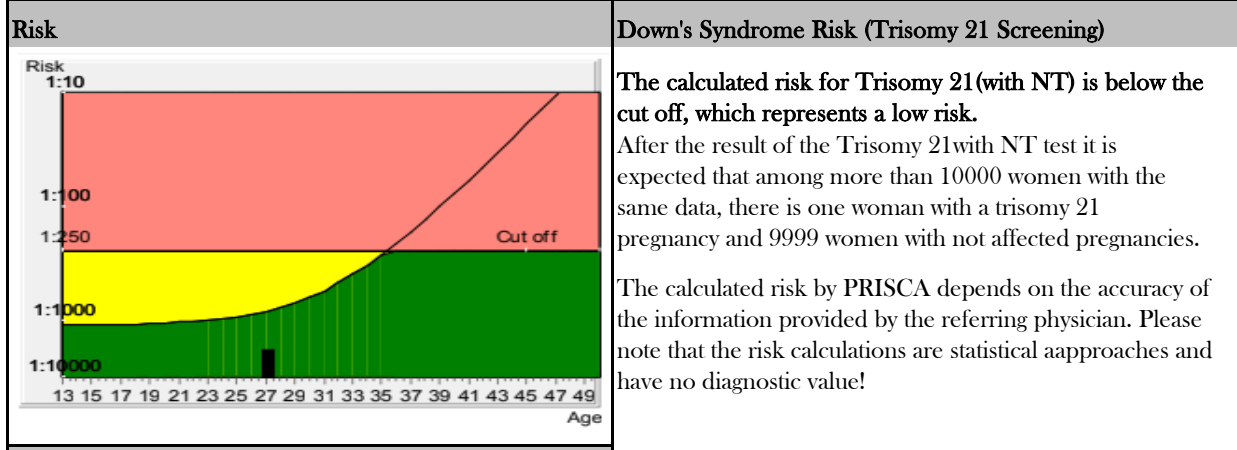 Risk
Down's Syndrome Risk (Trisomy 21 Screening)
Risk
1:10
1:100
1:250
Cut off
1:1000
1:10000
13 15 17 19 21 23 25 27 29 31 33 35 37 39 41 43 45 47 49
Age
The calculated risk for Trisomy 21(with NT) is below the
cut off, which represents a low risk.
After the result of the Trisomy 21with NT test it is
expected that among more than 10000 women with the
same data, there is one woman with a trisomy 21
pregnancy and 9999 women with not affected pregnancies.
The calculated risk by PRISCA depends on the accuracy of
the information provided by the referring physician. Please
note that the risk calculations are statistical aapproaches and
have no diagnostic value!